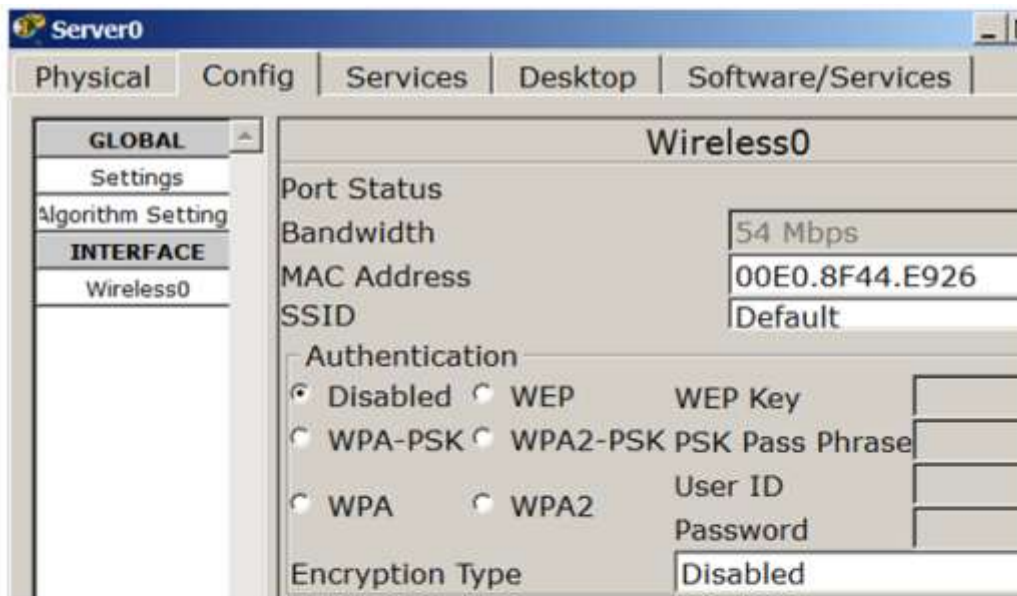 Server0
Physical Config Services Desktop Software/Services
GLOBAL
Settings
Algorithm Setting
INTERFACE
Wireless0
Wireless0
Port Status
Bandwidth 54 Mbps
MAC Address 00E0.8F44.E926
SSID Default
Authentication
Disabled WEP WEP Key
WPA-PSK WPA2-PSK PSK Pass Phrase
User ID
WPA WPA2
Password
Encryption Type Disabled